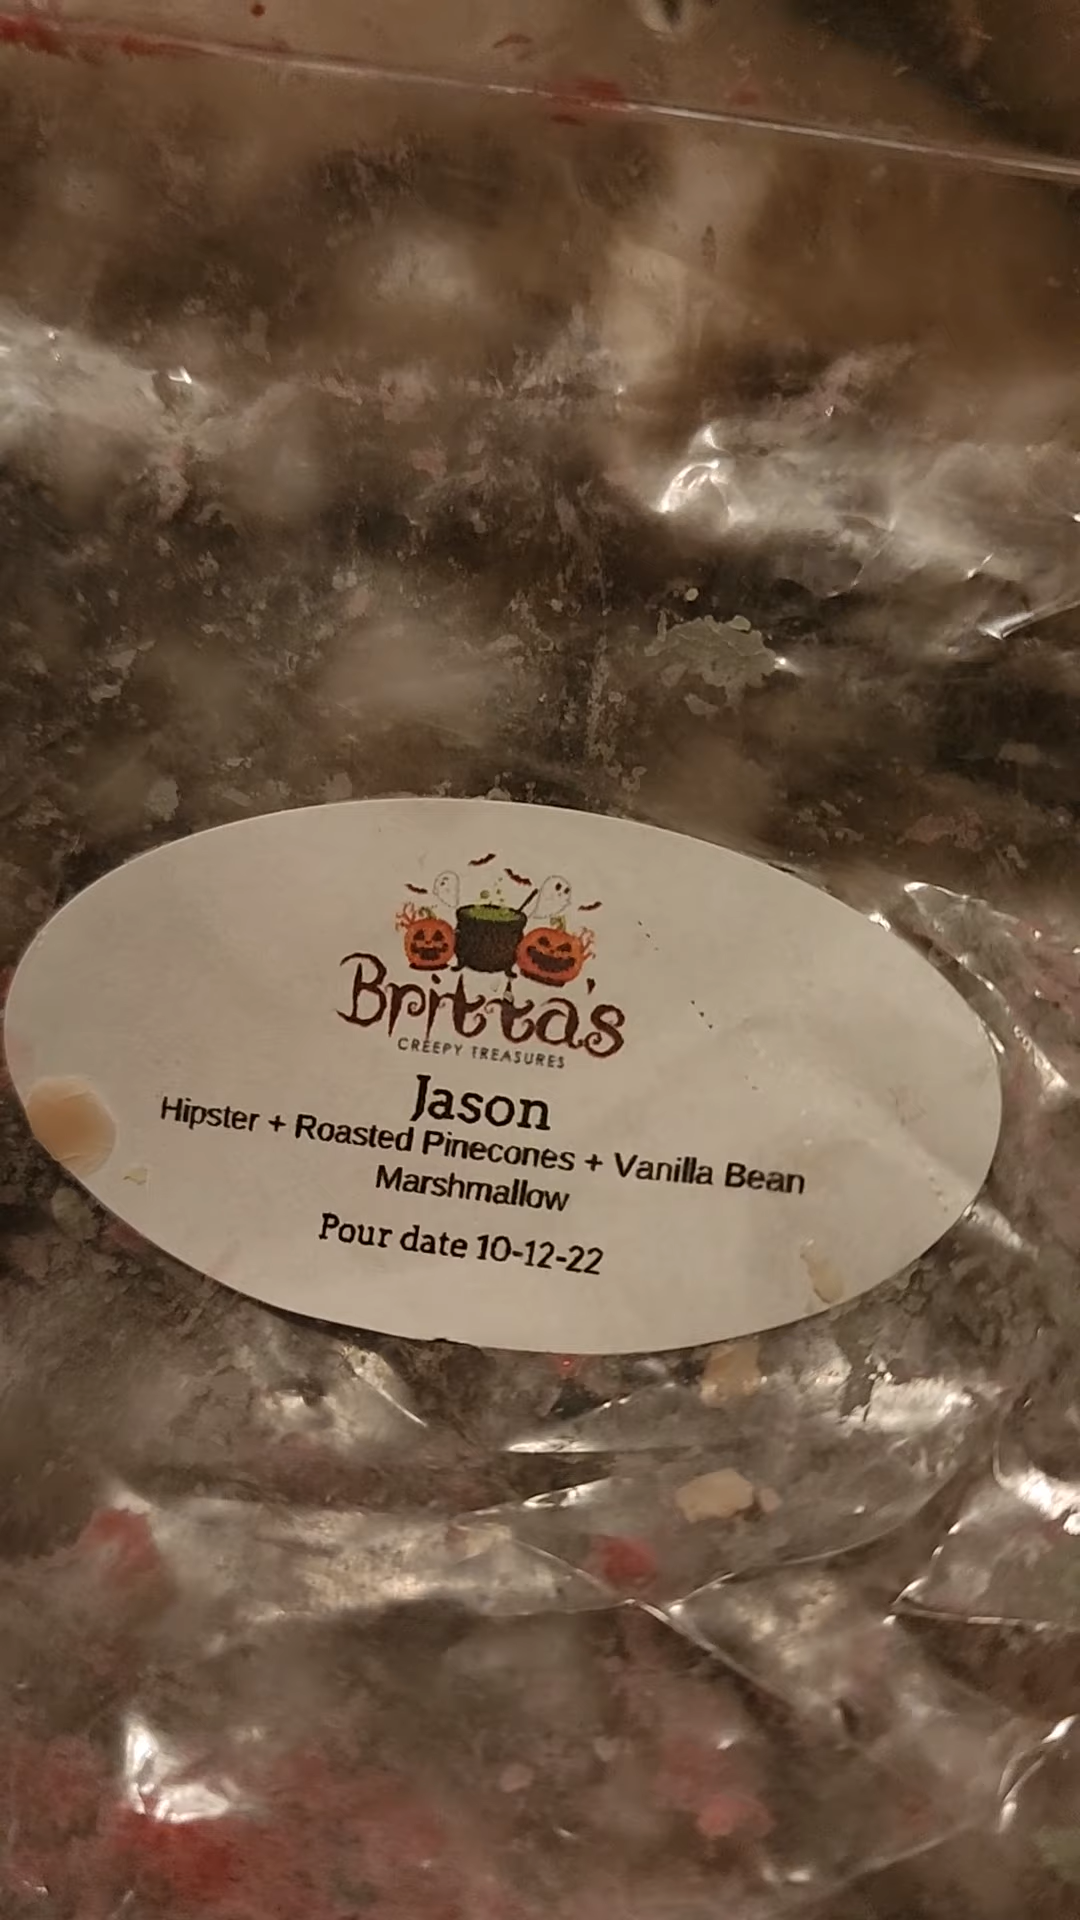 Britta's
CREEPY TREASURES
Jason
Hipster + Roasted Pinecones + Vanilla Bean
Marshmallow
Pour date 10-12-22